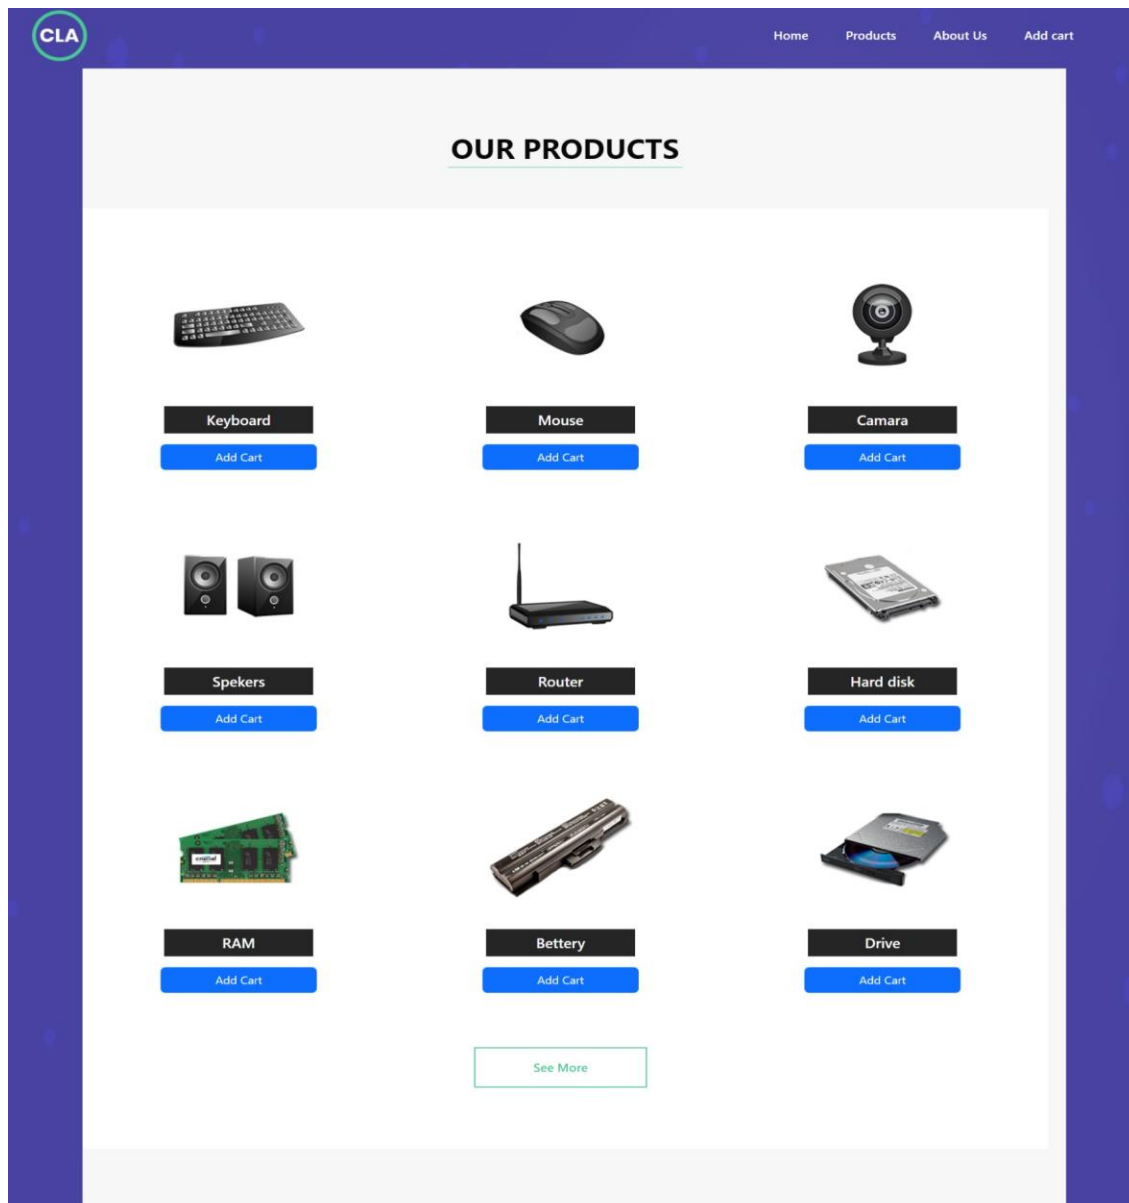 CLA
Home Products About Us Add cart
OUR PRODUCTS
Keyboard Mouse Camara
Add Cart Add Cart Add Cart
Spekers Router Hard disk
Add Cart Add Cart Add Cart
crucial
RAM Bettery Drive
Add Cart Add Cart Add Cart
See More